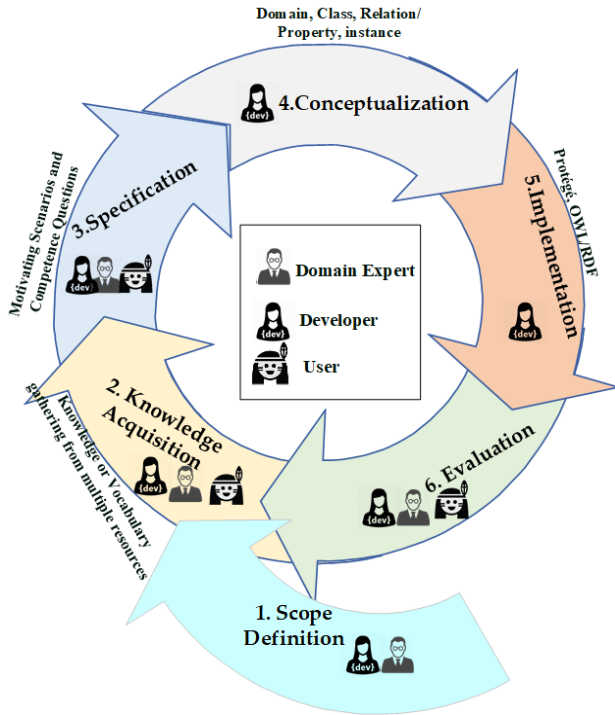 Domain, Class, Relation/
Property, instance
{dev}
4.Conceptualization
3.Specification
Motivating Scenarios and
Competence Questions
{dev}
5.Implementation
Protégé, OWL/RDF
{dev}
Domain Expert
{dev}
Developer
User
2. Knowledge
Acquisition
Knowledge or Vocabulary
gathering from multiple resources
{dev}
6. Evaluation
{dev}
1. Scope
Definition
{dev}